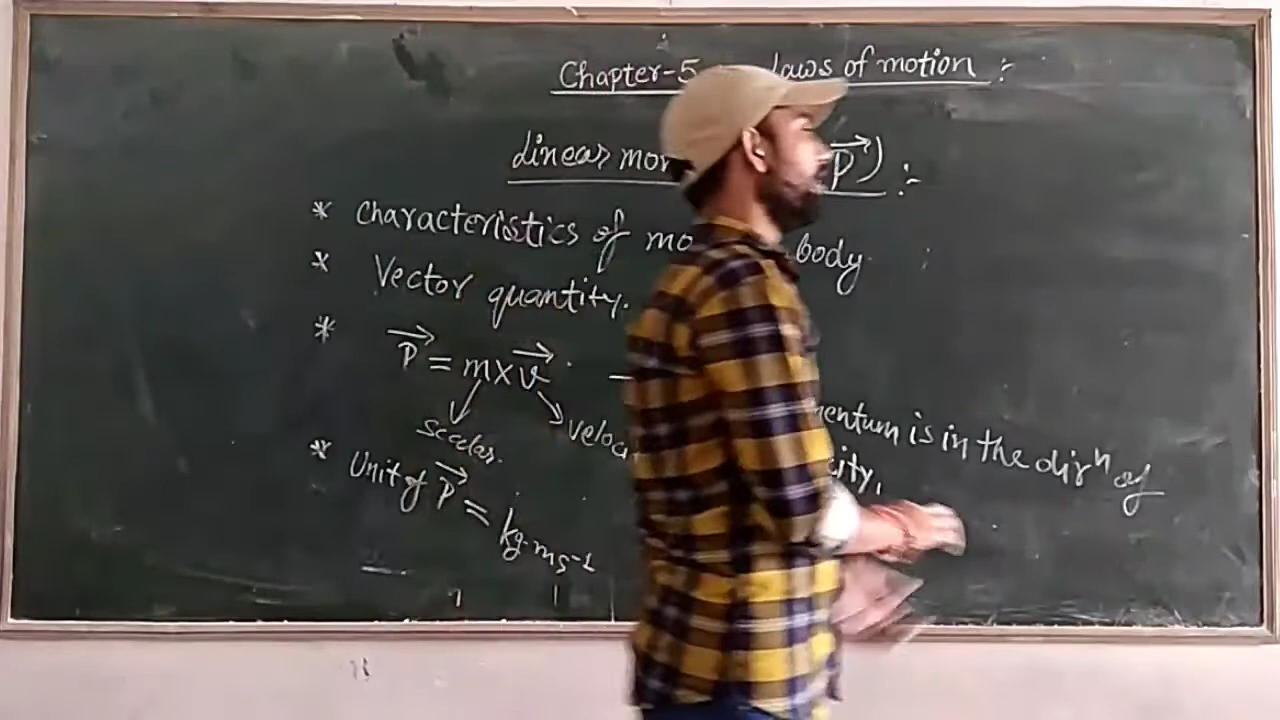 Chapter-5 Laws of motion :-
Linear mo (P→) :-
* Characteristics of mo body
* Vector quantity.
* P→ = m×v→ . —
scalar. veloc
mentum is in the dirⁿ of
city.
* Unit of P→ = kg·ms-1